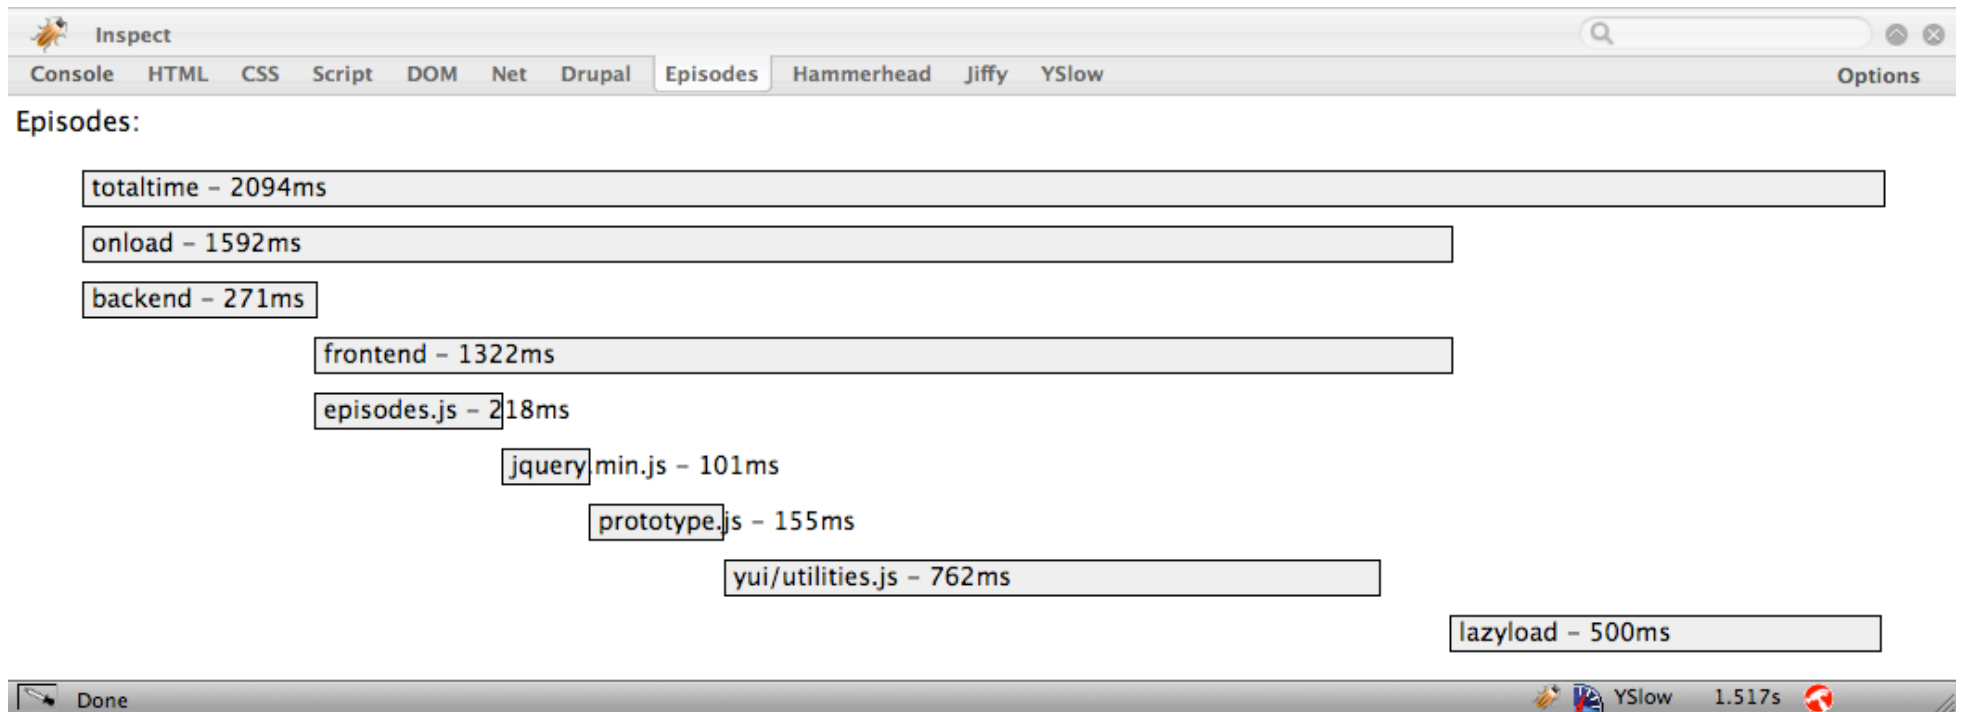 Inspect
Console HTML CSS Script DOM Net Drupal Episodes Hammerhead Jiffy YSlow Options
Episodes:
totaltime – 2094ms
onload – 1592ms
backend – 271ms
frontend – 1322ms
episodes.js – 218ms
jquery.min.js – 101ms
prototype.js – 155ms
yui/utilities.js – 762ms
lazyload – 500ms
Done YSlow 1.517s